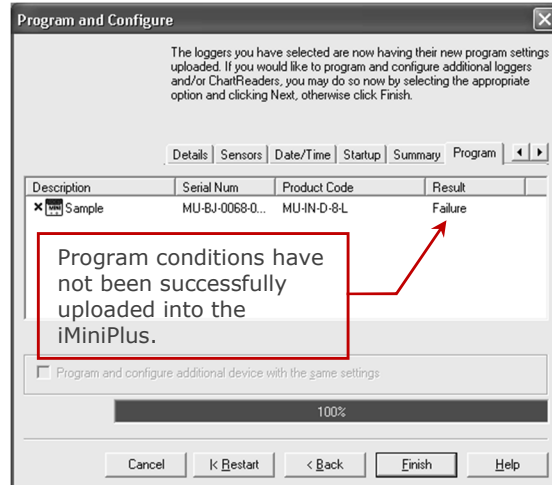 Program and Configure
The loggers you have selected are now having their new program settings
uploaded. If you would like to program and configure additional loggers
and/or ChartReaders, you may do so now by selecting the appropriate
option and clicking Next, otherwise click Finish.
Details Sensors Date/Time Startup Summary Program
Description Serial Num Product Code Result
Sample MU-BJ-0068-0... MU-IN-D-8-L Failure
Program conditions have
not been successfully
uploaded into the
iMiniPlus.
Program and configure additional device with the same settings
100%
Cancel |< Restart < Back Finish Help